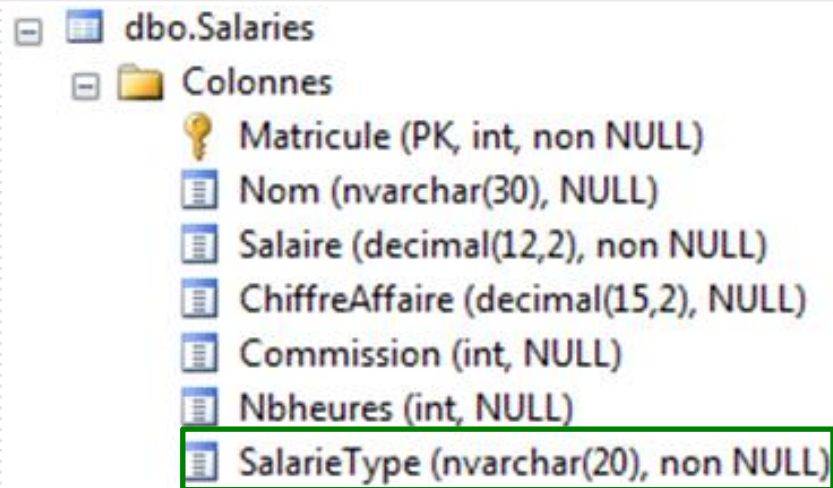 dbo.Salaries
Colonnes
Matricule (PK, int, non NULL)
Nom (nvarchar(30), NULL)
Salaire (decimal(12,2), non NULL)
ChiffreAffaire (decimal(15,2), NULL)
Commission (int, NULL)
Nbheures (int, NULL)
SalarieType (nvarchar(20), non NULL)